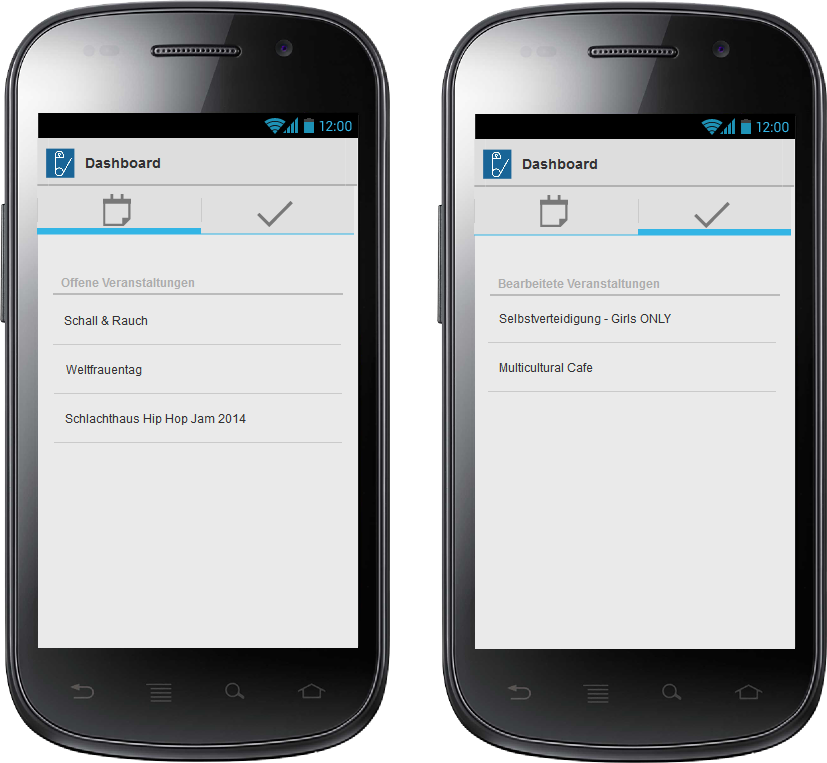 12:00
Dashboard
Offene Veranstaltungen
Schall & Rauch
Weltfrauentag
Schlachthaus Hip Hop Jam 2014
12:00
Dashboard
Bearbeitete Veranstaltungen
Selbstverteidigung - Girls ONLY
Multicultural Cafe